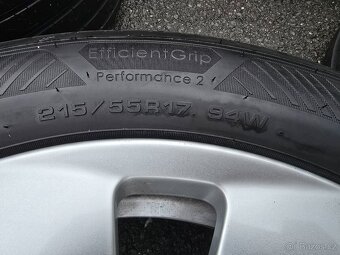 EfficientGrip
Performance 2
215/55R17 94W